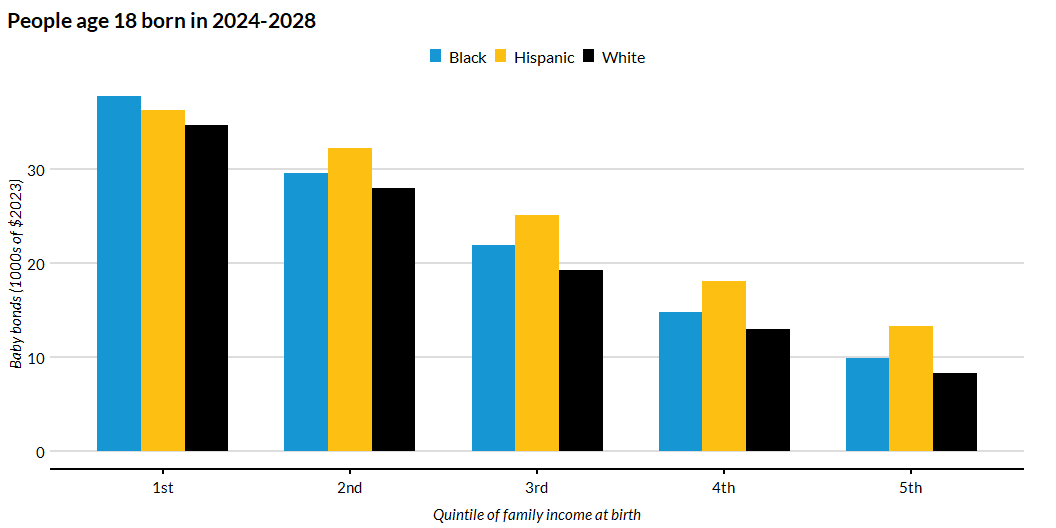 People age 18 born in 2024-2028
Black Hispanic White
Baby bonds (1000s of $2023)
30
20
10
0
1st 2nd 3rd 4th 5th
Quintile of family income at birth